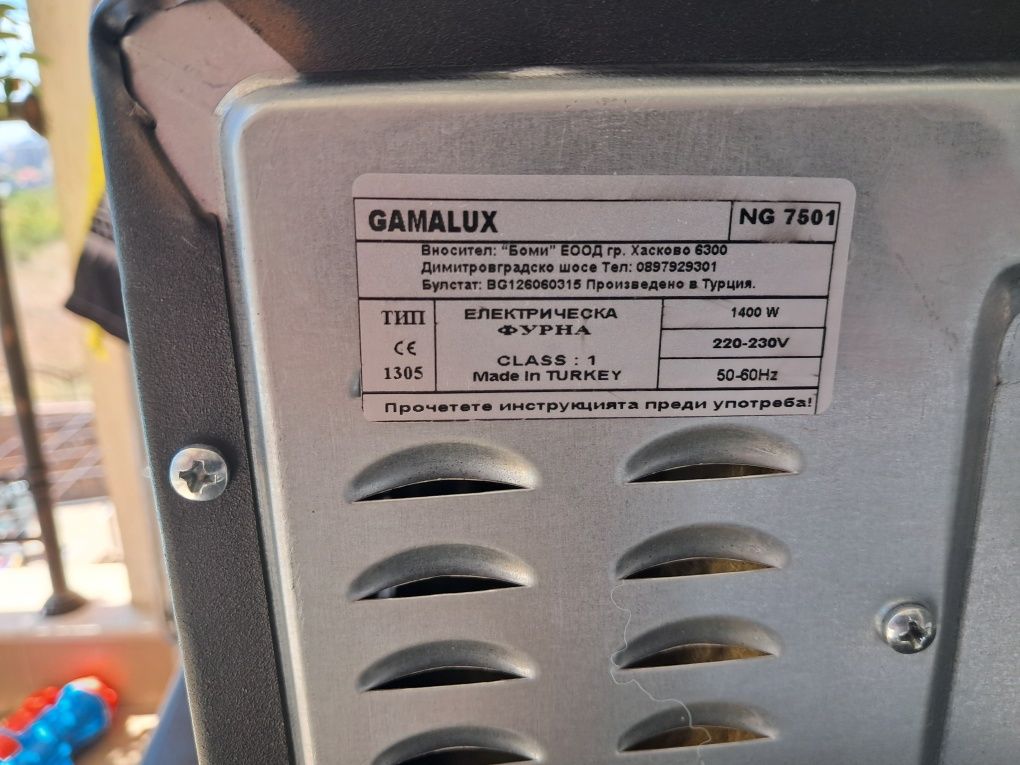 GAMALUX
NG 7501
Вносител: "Боми" ЕООД гр. Хасково 6300
Димитровградско шосе Тел: 0897929301
Булстат: BG126060315 Произведено в Турция.
ТИП
CE
1305
ЕЛЕКТРИЧЕСКА
ФУРНА
CLASS : 1
Made in TURKEY
1400 W
220-230V
50-60Hz
Прочетете инструкцията преди употреба!